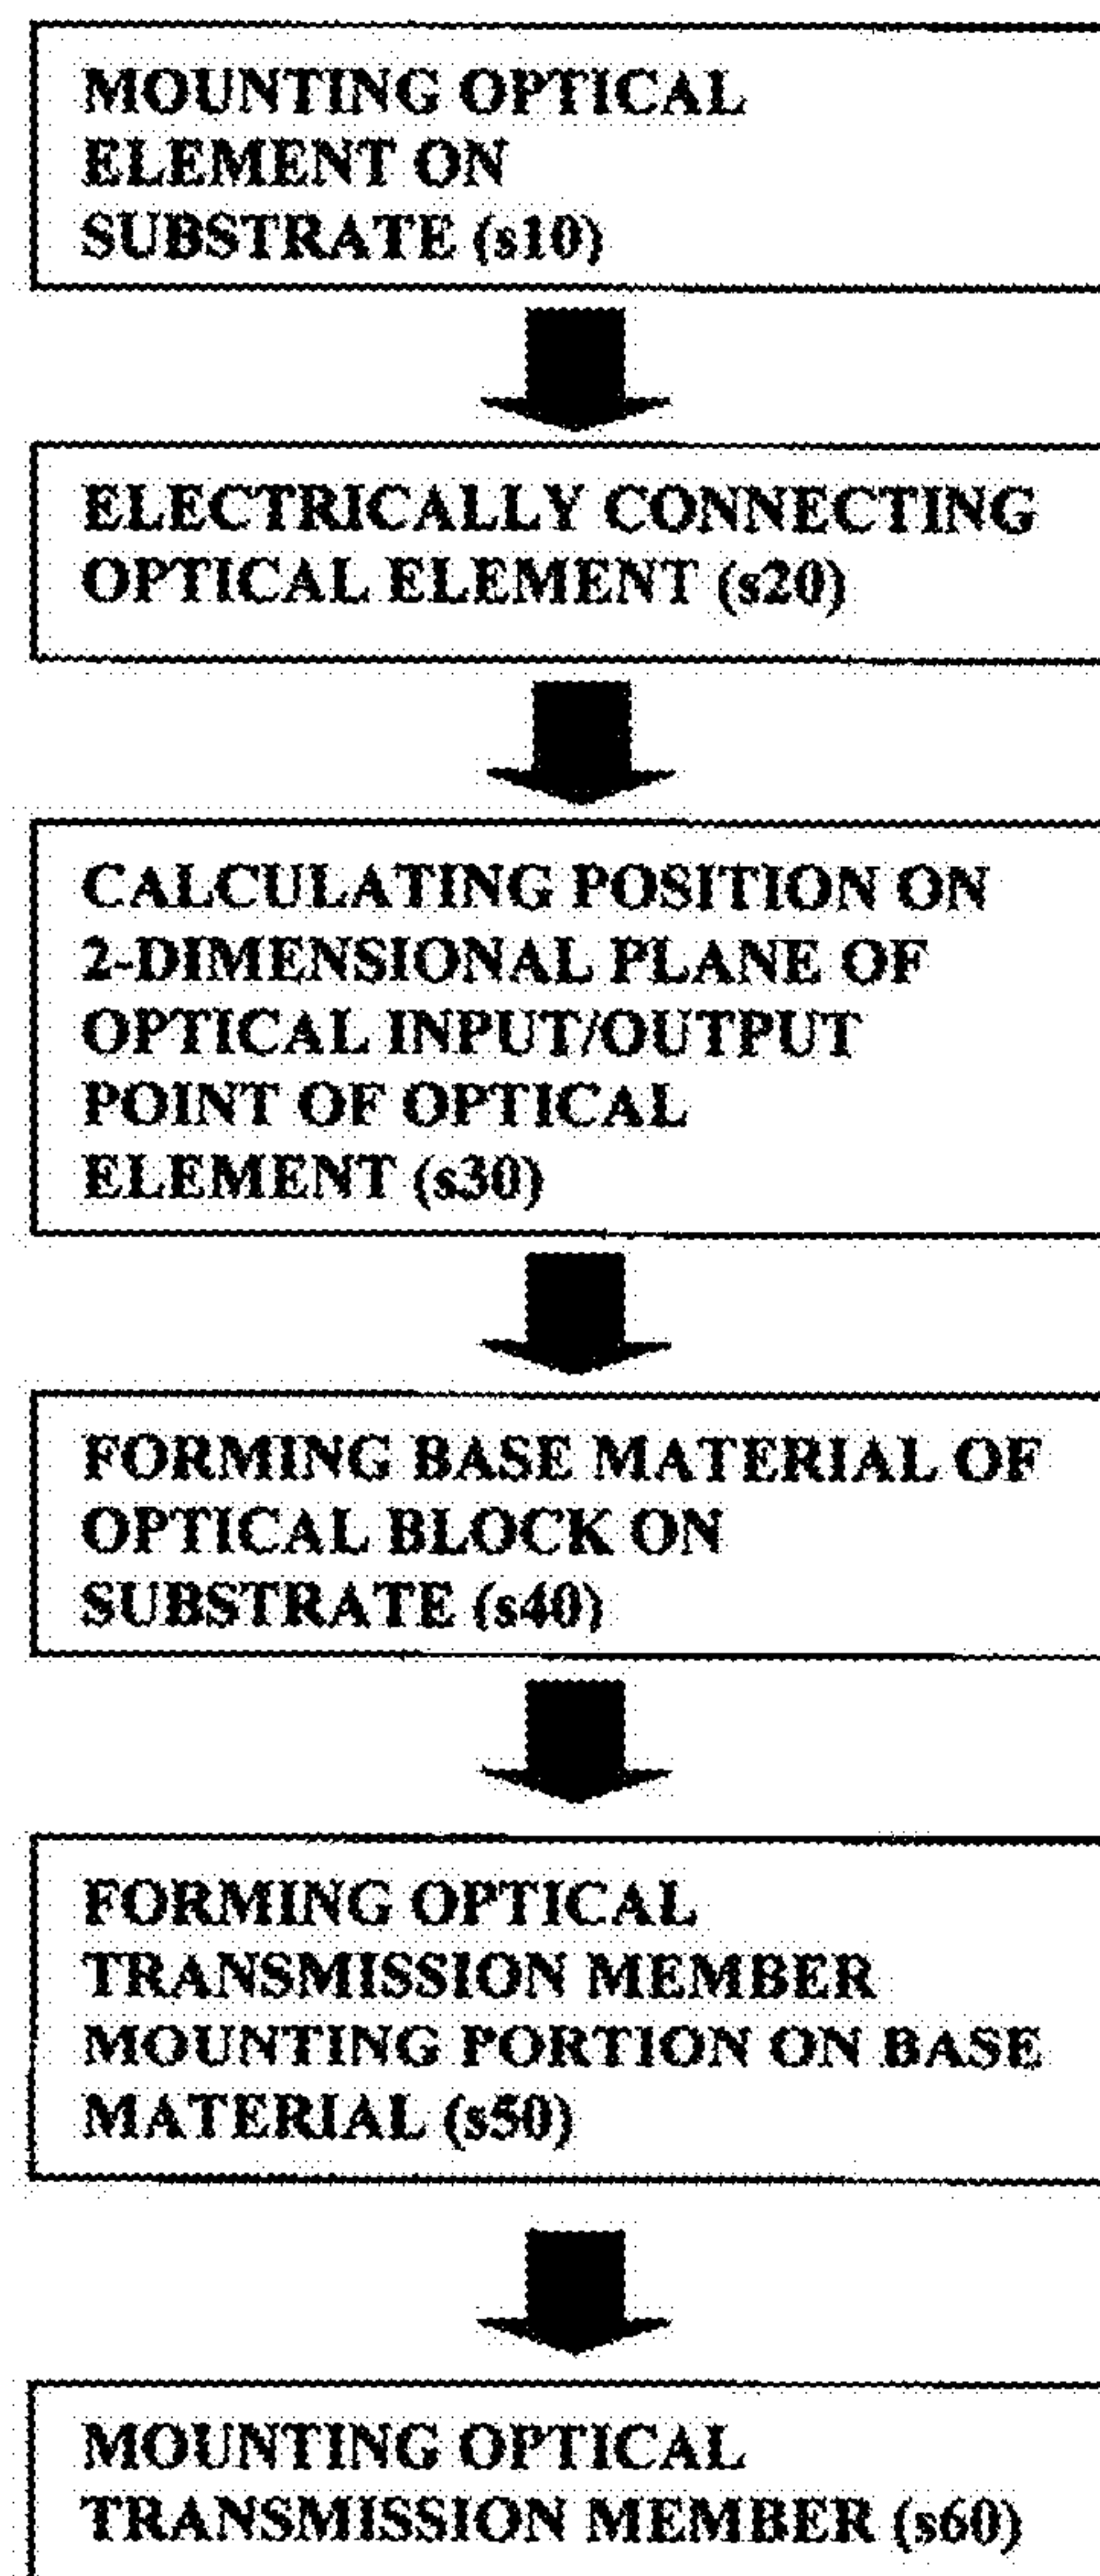 MOUNTING OPTICAL
ELEMENT ON
SUBSTRATE (s10)
ELECTRICALLY CONNECTING
OPTICAL ELEMENT (s20)
CALCULATING POSITION ON
2-DIMENSIONAL PLANE OF
OPTICAL INPUT/OUTPUT
POINT OF OPTICAL
ELEMENT (s30)
FORMING BASE MATERIAL OF
OPTICAL BLOCK ON
SUBSTRATE (s40)
FORMING OPTICAL
TRANSMISSION MEMBER
MOUNTING PORTION ON BASE
MATERIAL (s50)
MOUNTING OPTICAL
TRANSMISSION MEMBER (s60)